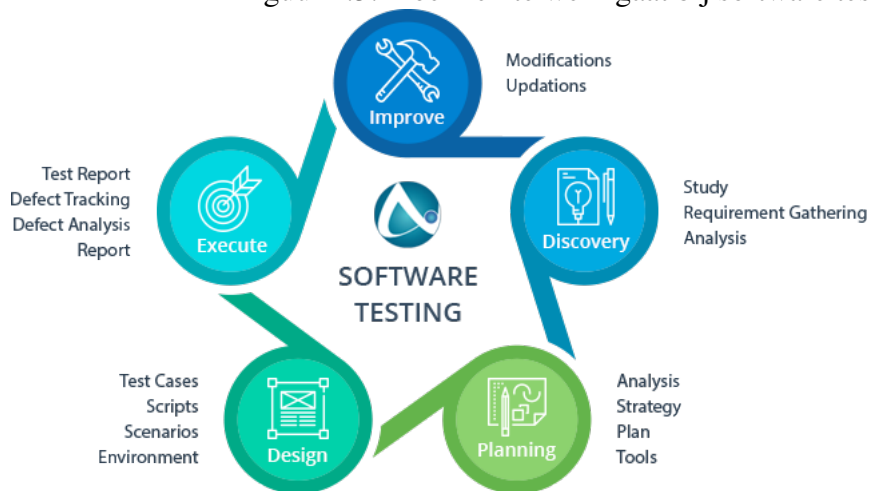 Modifications
Updations
Improve
Test Report
Defect Tracking
Defect Analysis
Report
Execute
Study
Requirement Gathering
Analysis
Discovery
SOFTWARE
TESTING
Test Cases
Scripts
Scenarios
Environment
Design
Analysis
Strategy
Plan
Tools
Planning